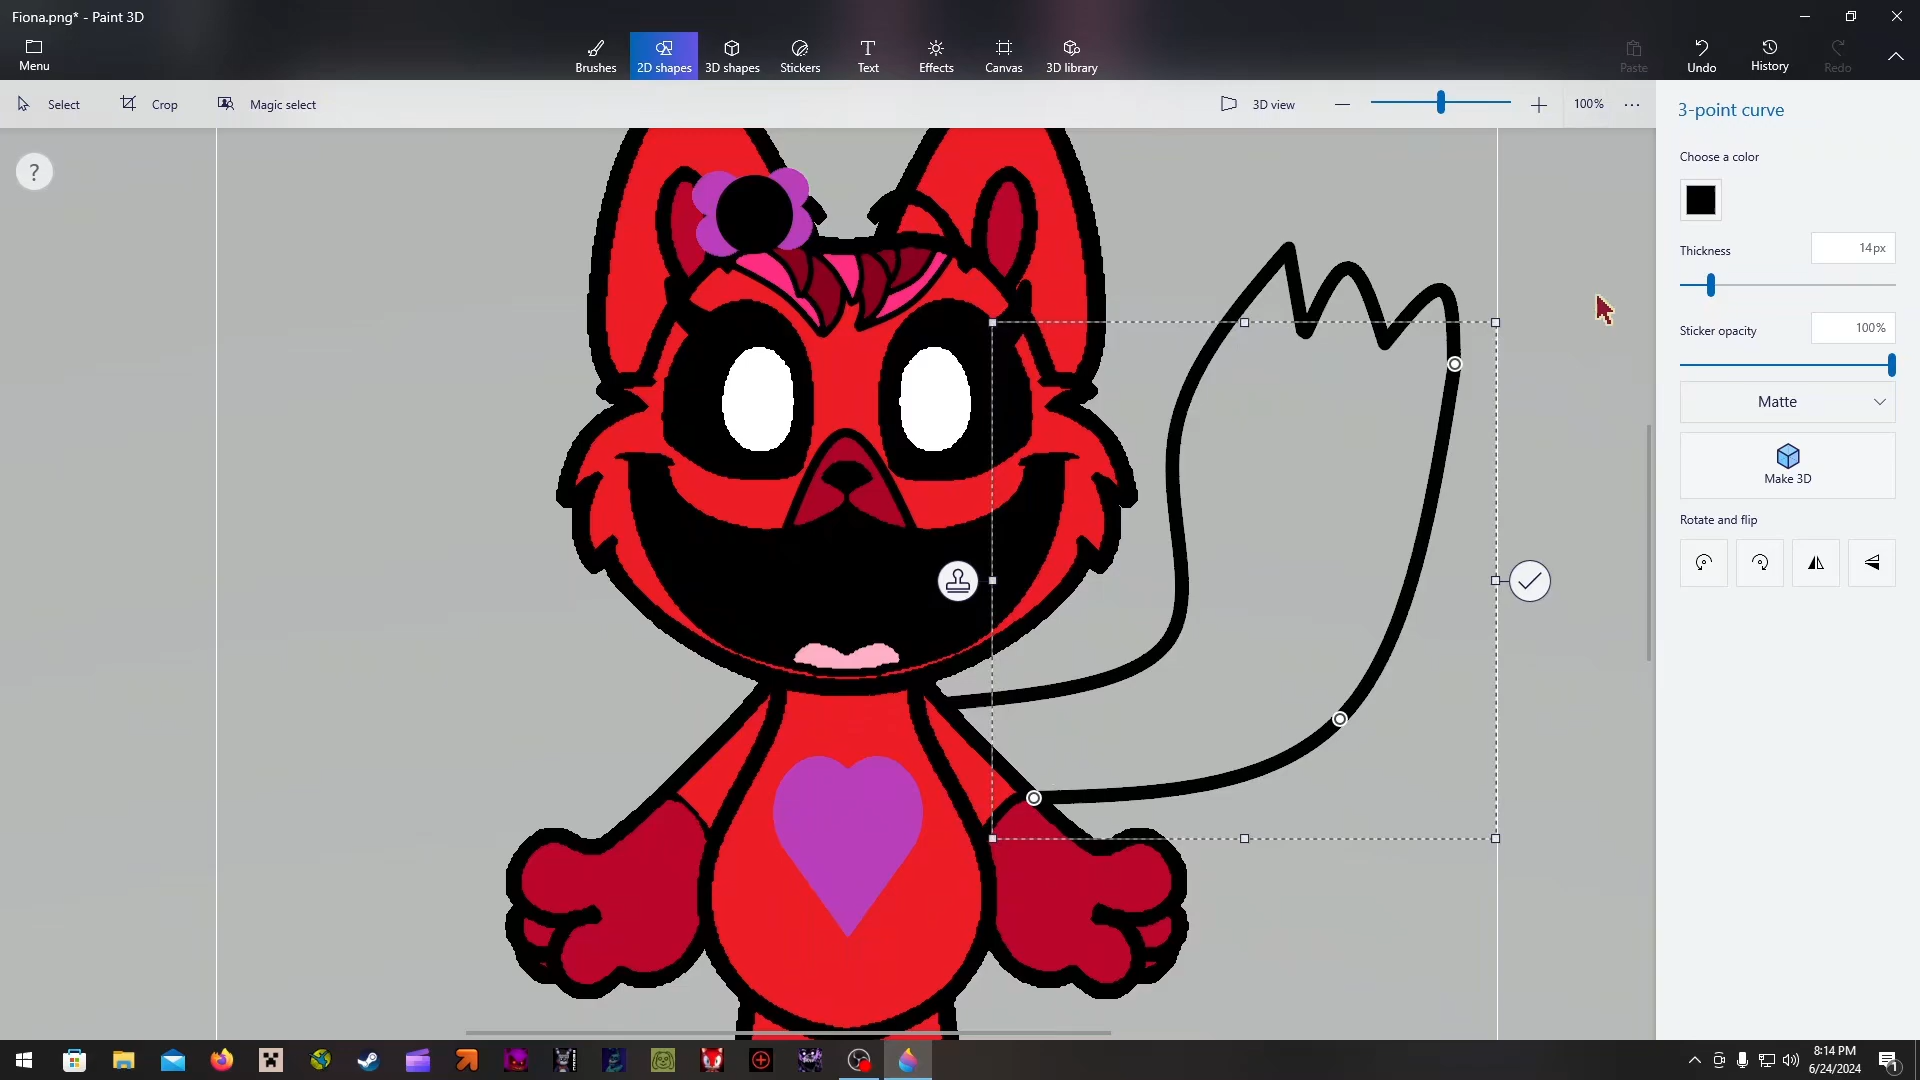 Fiona.png* - Paint 3D
Menu
Brushes
2D shapes
3D shapes
Stickers
Text
Effects
Canvas
3D library
Paste
Undo
History
Redo
Select
Crop
Magic select
3D view
100%
3-point curve
Choose a color
Thickness
14px
Sticker opacity
100%
Matte
Make 3D
Rotate and flip
?
8:14 PM
6/24/2024
1